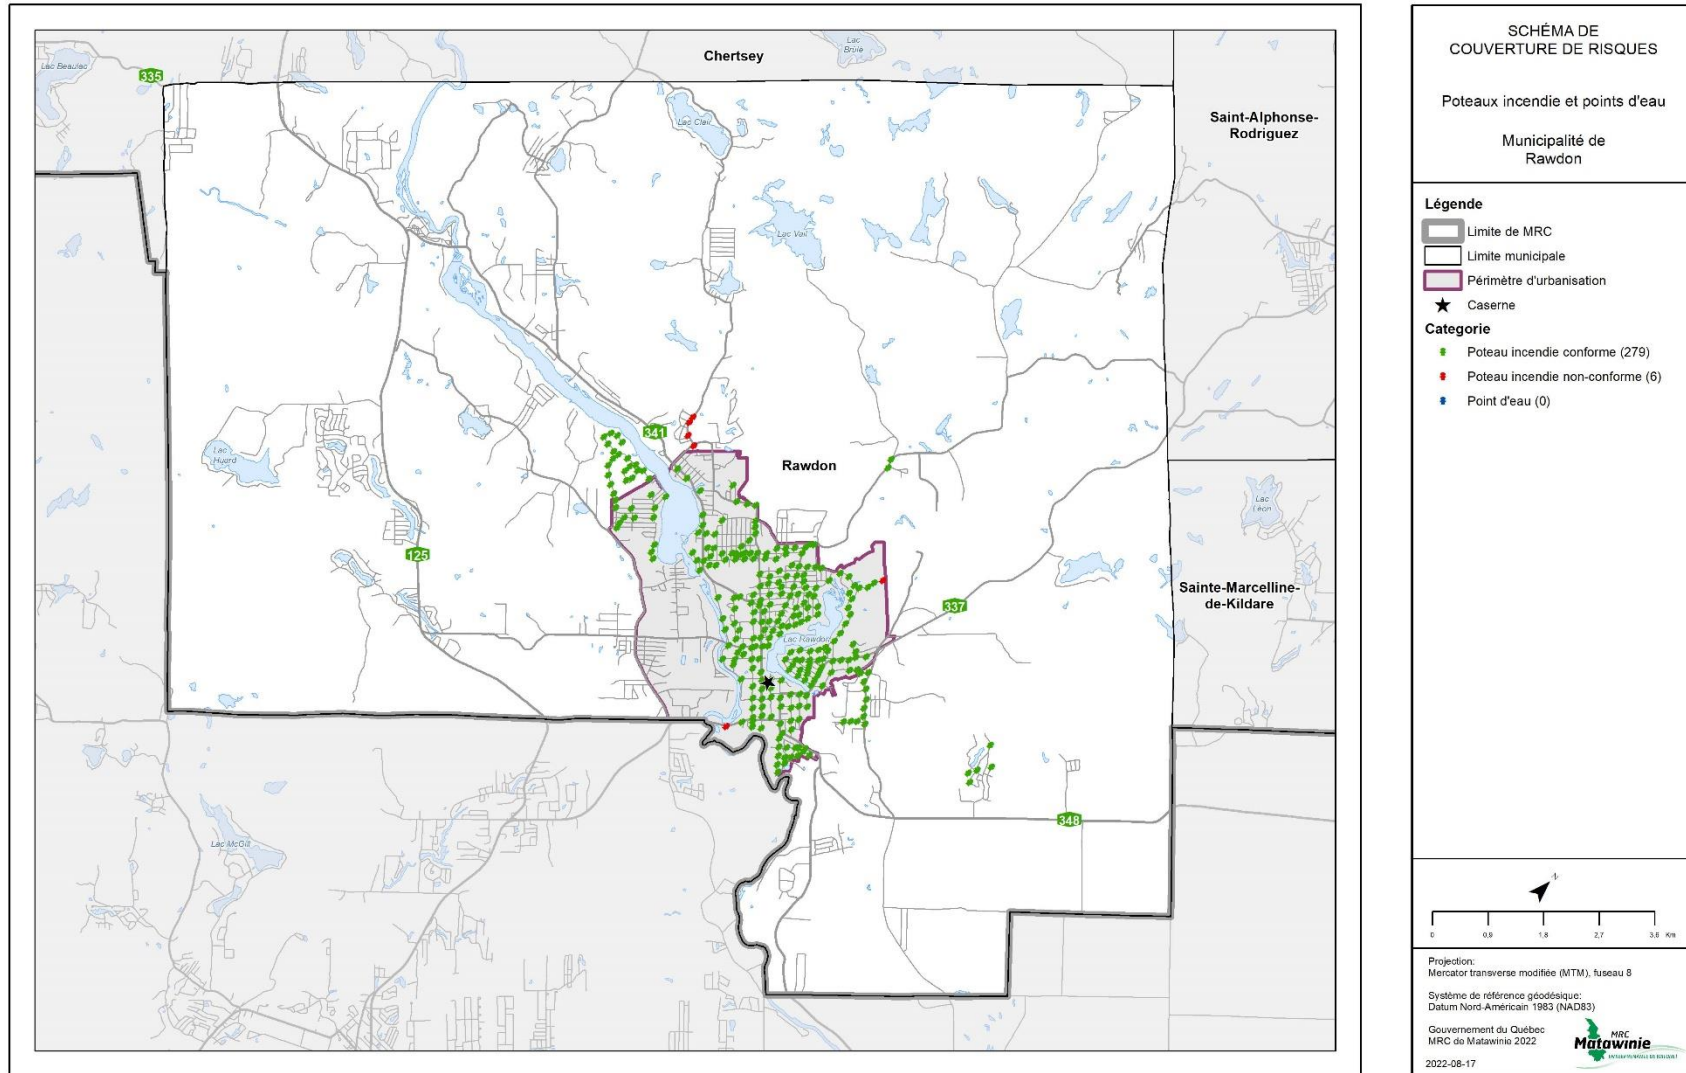 Chertsey
Lac Beaulac
335
Lac
Brûlé
Lac Clair
Saint-Alphonse-
Rodriguez
Lac Vail
341
Rawdon
Lac
Huard
125
Lac
Léon
Sainte-Marcelline-
de-Kildare
337
Lac Rawdon
348
Lac McGill
SCHÉMA DE
COUVERTURE DE RISQUES
Poteaux incendie et points d'eau
Municipalité de
Rawdon
Légende
Limite de MRC
Limite municipale
Périmètre d'urbanisation
Caserne
Categorie
Poteau incendie conforme (279)
Poteau incendie non-conforme (6)
Point d'eau (0)
N
0 0,9 1,8 2,7 3,6 Km
Projection:
Mercator transverse modifiée (MTM), fuseau 8
Système de référence géodésique:
Datum Nord-Américain 1983 (NAD83)
Gouvernement du Québec
MRC de Matawinie 2022
2022-08-17
MRC
Matawinie